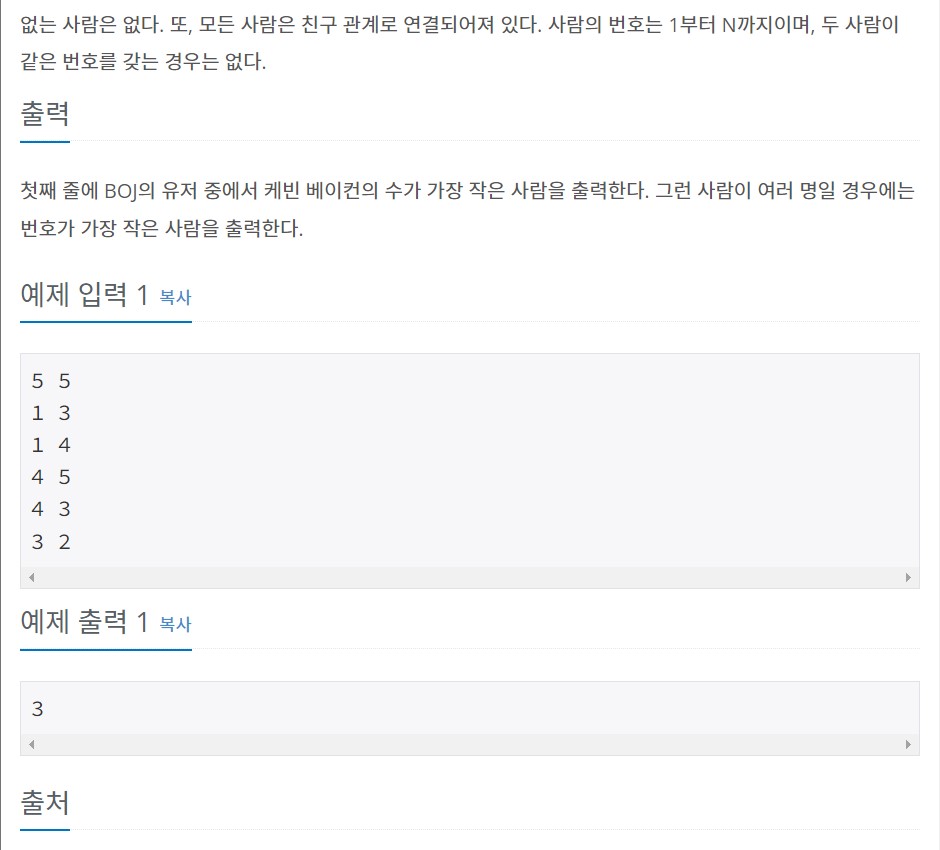 없는 사람은 없다. 또, 모든 사람은 친구 관계로 연결되어져 있다. 사람의 번호는 1부터 N까지이며, 두 사람이
같은 번호를 갖는 경우는 없다.
출력
첫째 줄에 BOJ의 유저 중에서 케빈 베이컨의 수가 가장 작은 사람을 출력한다. 그런 사람이 여러 명일 경우에는
번호가 가장 작은 사람을 출력한다.
예제 입력 1 복사
5 5
1 3
1 4
4 5
4 3
3 2
예제 출력 1 복사
3
출처